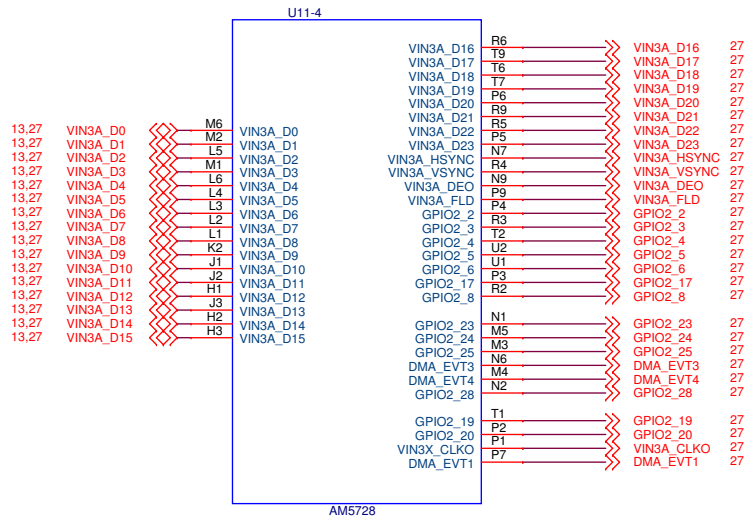 U11-4
VIN3A_D16 R6 VIN3A_D16 27
VIN3A_D17 T9 VIN3A_D17 27
VIN3A_D18 T6 VIN3A_D18 27
VIN3A_D19 T7 VIN3A_D19 27
VIN3A_D20 P6 VIN3A_D20 27
VIN3A_D21 R9 VIN3A_D21 27
13,27 VIN3A_D0 M6 VIN3A_D0 VIN3A_D22 R5 VIN3A_D22 27
13,27 VIN3A_D1 M2 VIN3A_D1 VIN3A_D23 P5 VIN3A_D23 27
13,27 VIN3A_D2 L5 VIN3A_D2 VIN3A_HSYNC N7 VIN3A_HSYNC 27
13,27 VIN3A_D3 M1 VIN3A_D3 VIN3A_VSYNC R4 VIN3A_VSYNC 27
13,27 VIN3A_D4 L6 VIN3A_D4 VIN3A_DEO N9 VIN3A_DEO 27
13,27 VIN3A_D5 L4 VIN3A_D5 VIN3A_FLD P9 VIN3A_FLD 27
13,27 VIN3A_D6 L3 VIN3A_D6 GPIO2_2 P4 GPIO2_2 27
13,27 VIN3A_D7 L2 VIN3A_D7 GPIO2_3 R3 GPIO2_3 27
13,27 VIN3A_D8 L1 VIN3A_D8 GPIO2_4 T2 GPIO2_4 27
13,27 VIN3A_D9 K2 VIN3A_D9 GPIO2_5 U2 GPIO2_5 27
13,27 VIN3A_D10 J1 VIN3A_D10 GPIO2_6 U1 GPIO2_6 27
13,27 VIN3A_D11 J2 VIN3A_D11 GPIO2_17 P3 GPIO2_17 27
13,27 VIN3A_D12 H1 VIN3A_D12 GPIO2_8 R2 GPIO2_8 27
13,27 VIN3A_D13 J3 VIN3A_D13
13,27 VIN3A_D14 H2 VIN3A_D14 GPIO2_23 N1 GPIO2_23 27
13,27 VIN3A_D15 H3 VIN3A_D15 GPIO2_24 M5 GPIO2_24 27
GPIO2_25 M3 GPIO2_25 27
DMA_EVT3 N6 DMA_EVT3 27
DMA_EVT4 M4 DMA_EVT4 27
GPIO2_28 N2 GPIO2_28 27
GPIO2_19 T1 GPIO2_19 27
GPIO2_20 P2 GPIO2_20 27
VIN3X_CLKO P1 VIN3A_CLKO 27
DMA_EVT1 P7 DMA_EVT1 27
AM5728